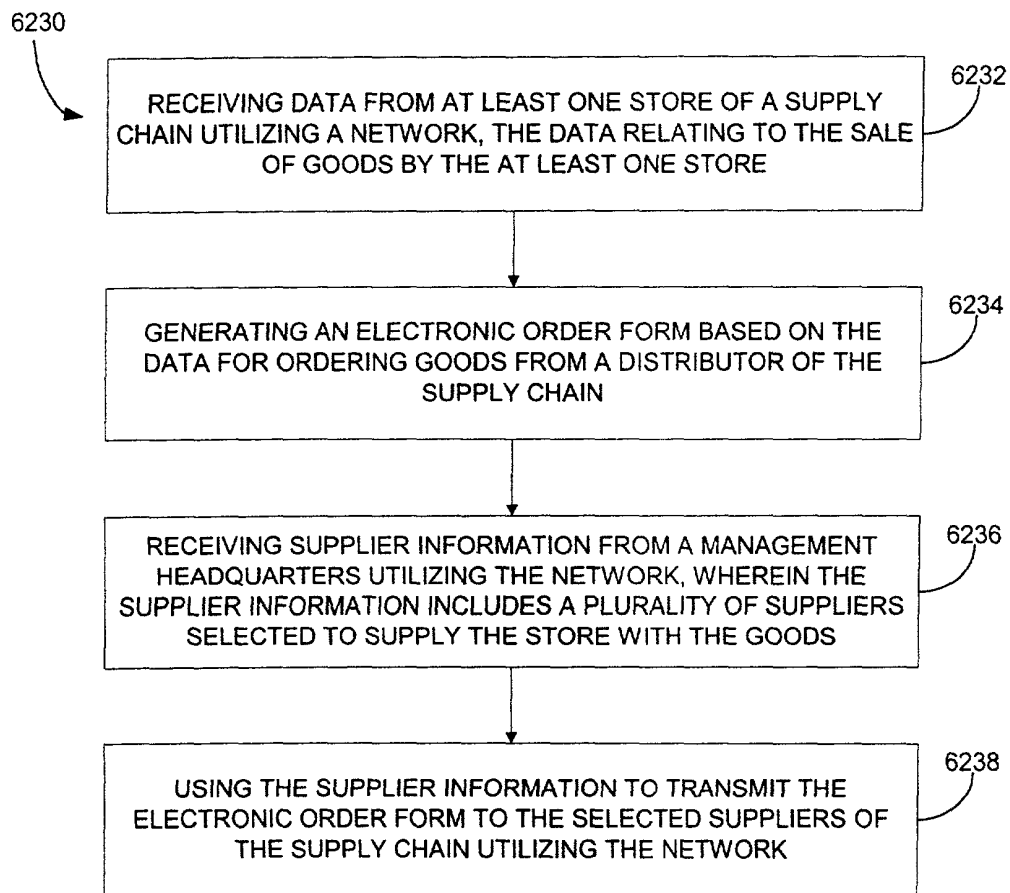 6230
6232
RECEIVING DATA FROM AT LEAST ONE STORE OF A SUPPLY
CHAIN UTILIZING A NETWORK, THE DATA RELATING TO THE SALE
OF GOODS BY THE AT LEAST ONE STORE
6234
GENERATING AN ELECTRONIC ORDER FORM BASED ON THE
DATA FOR ORDERING GOODS FROM A DISTRIBUTOR OF THE
SUPPLY CHAIN
6236
RECEIVING SUPPLIER INFORMATION FROM A MANAGEMENT
HEADQUARTERS UTILIZING THE NETWORK, WHEREIN THE
SUPPLIER INFORMATION INCLUDES A PLURALITY OF SUPPLIERS
SELECTED TO SUPPLY THE STORE WITH THE GOODS
6238
USING THE SUPPLIER INFORMATION TO TRANSMIT THE
ELECTRONIC ORDER FORM TO THE SELECTED SUPPLIERS OF
THE SUPPLY CHAIN UTILIZING THE NETWORK